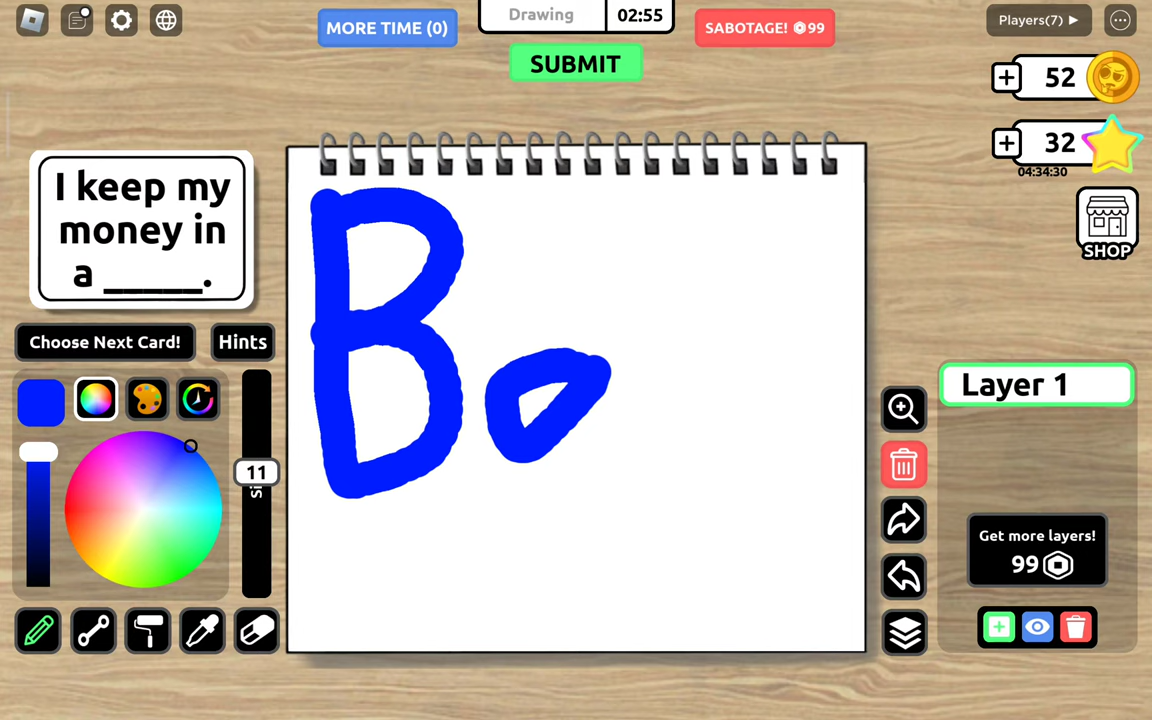 MORE TIME (0)
Drawing
02:55
SABOTAGE! 99
Players(7) ▶
SUBMIT
52
32
04:34:30
SHOP
I keep my
money in
a _____.
Choose Next Card!
Hints
11
si
Bo
Layer 1
Get more layers!
99